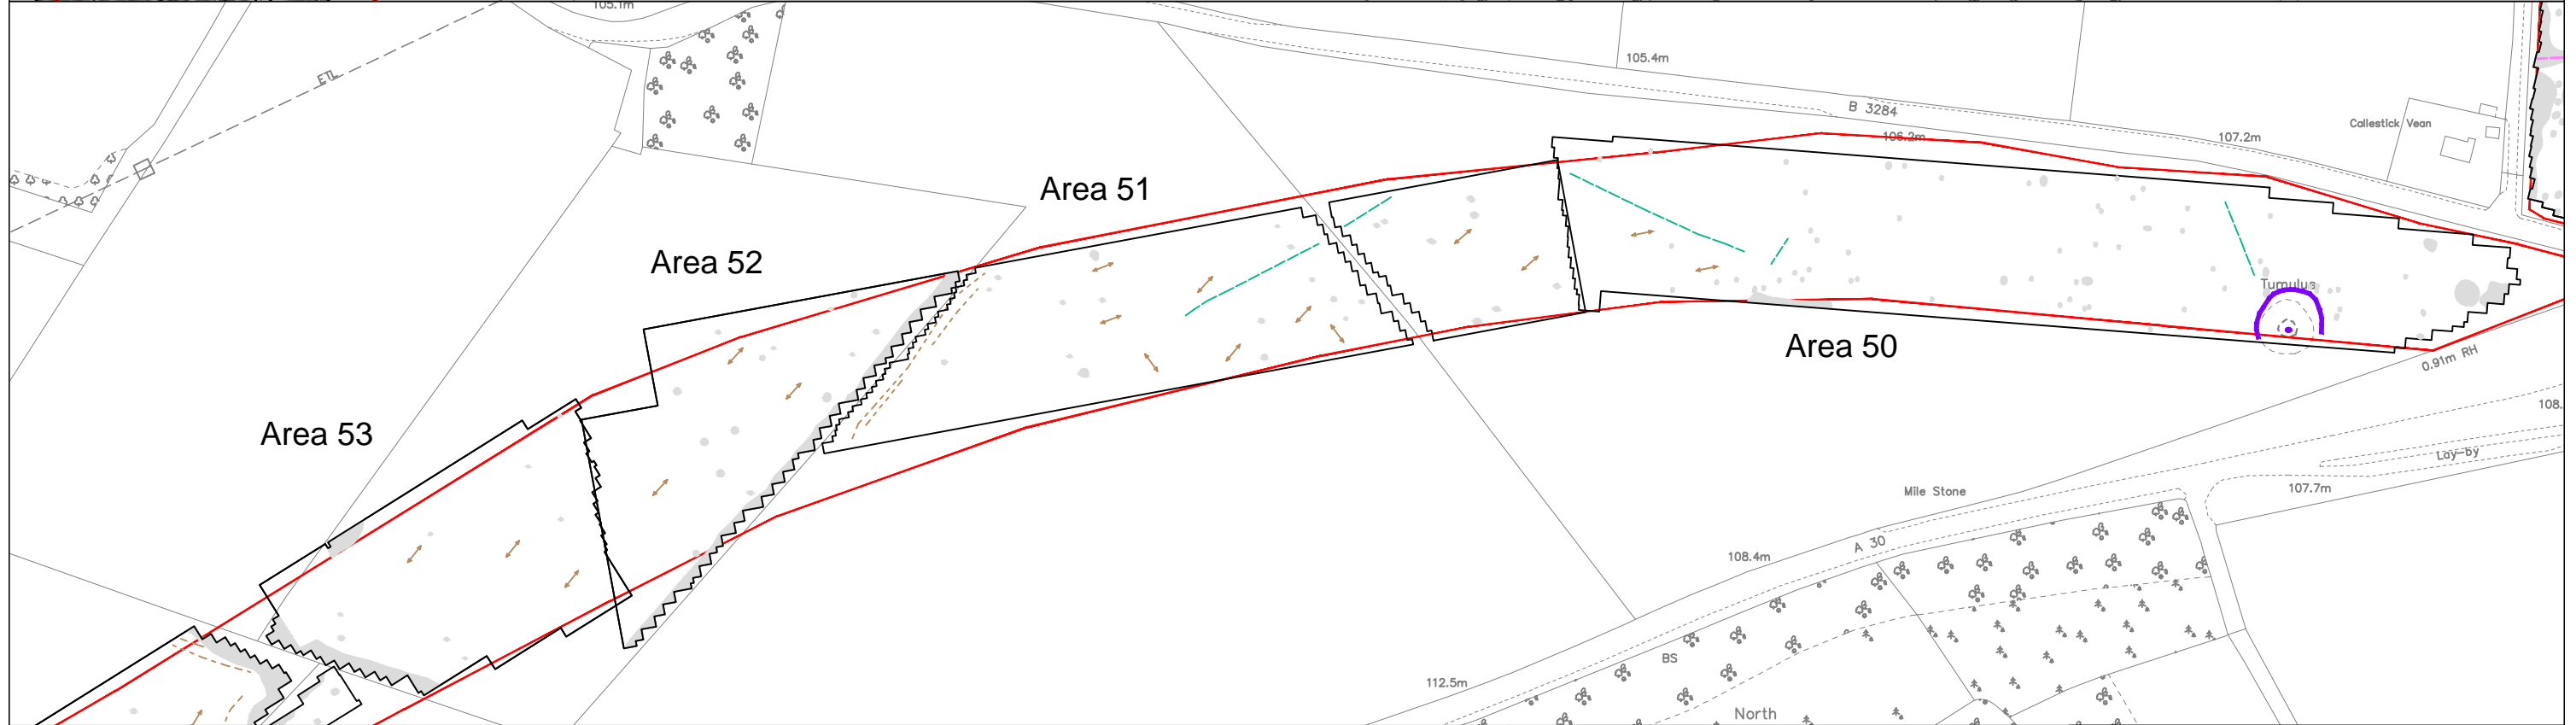 105.1m
ETL
105.4m
B 3284
106.2m
107.2m
Callestick Vean
Area 51
Area 52
Tumulus
Area 50
0.91m RH
108.
Area 53
Lay-by
107.7m
Mile Stone
A 30
108.4m
BS
112.5m
North